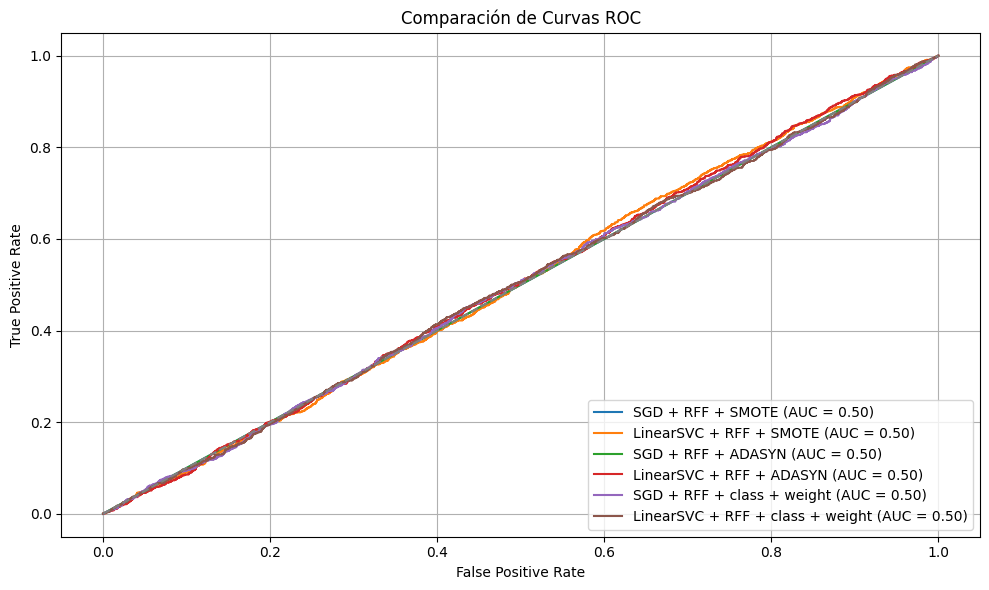 Comparación de Curvas ROC
True Positive Rate
1.0
0.8
0.6
0.4
0.2
0.0
SGD + RFF + SMOTE (AUC = 0.50)
LinearSVC + RFF + SMOTE (AUC = 0.50)
SGD + RFF + ADASYN (AUC = 0.50)
LinearSVC + RFF + ADASYN (AUC = 0.50)
SGD + RFF + class + weight (AUC = 0.50)
LinearSVC + RFF + class + weight (AUC = 0.50)
0.0 0.2 0.4 0.6 0.8 1.0
False Positive Rate